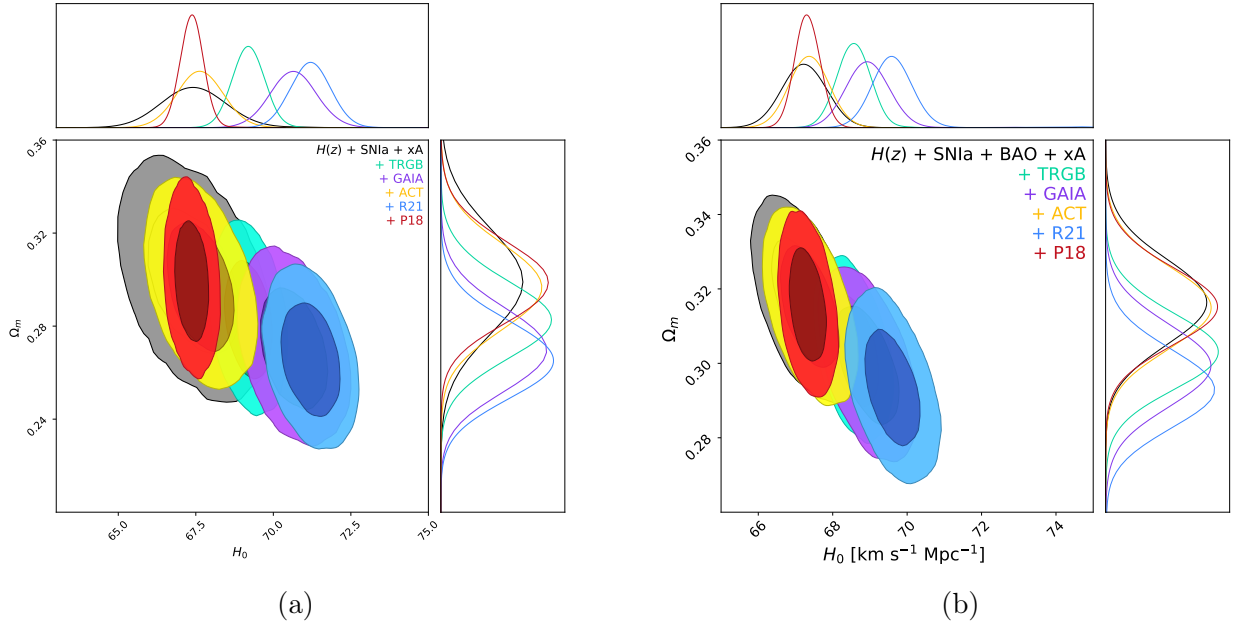 H(z) + SNIa + xA
+ TRGB
+ GAIA
+ ACT
+ R21
+ P18
0.36
0.32
0.28
0.24
Ωm
65.0
67.5
70.0
72.5
75.0
H₀
(a)
H(z) + SNIa + BAO + xA
+ TRGB
+ GAIA
+ ACT
+ R21
+ P18
0.36
0.34
0.32
0.30
0.28
Ωm
66
68
70
72
74
H₀ [km s⁻¹ Mpc⁻¹]
(b)